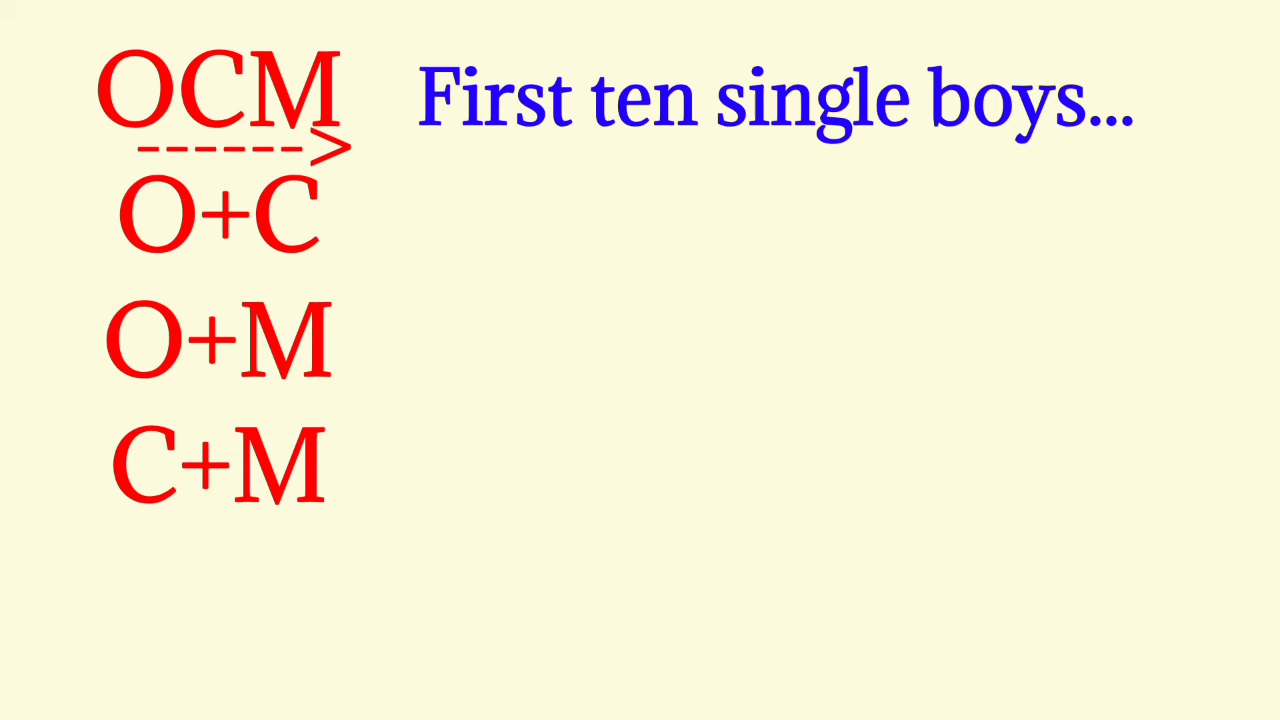 OCM First ten single boys...
------>
O+C
O+M
C+M